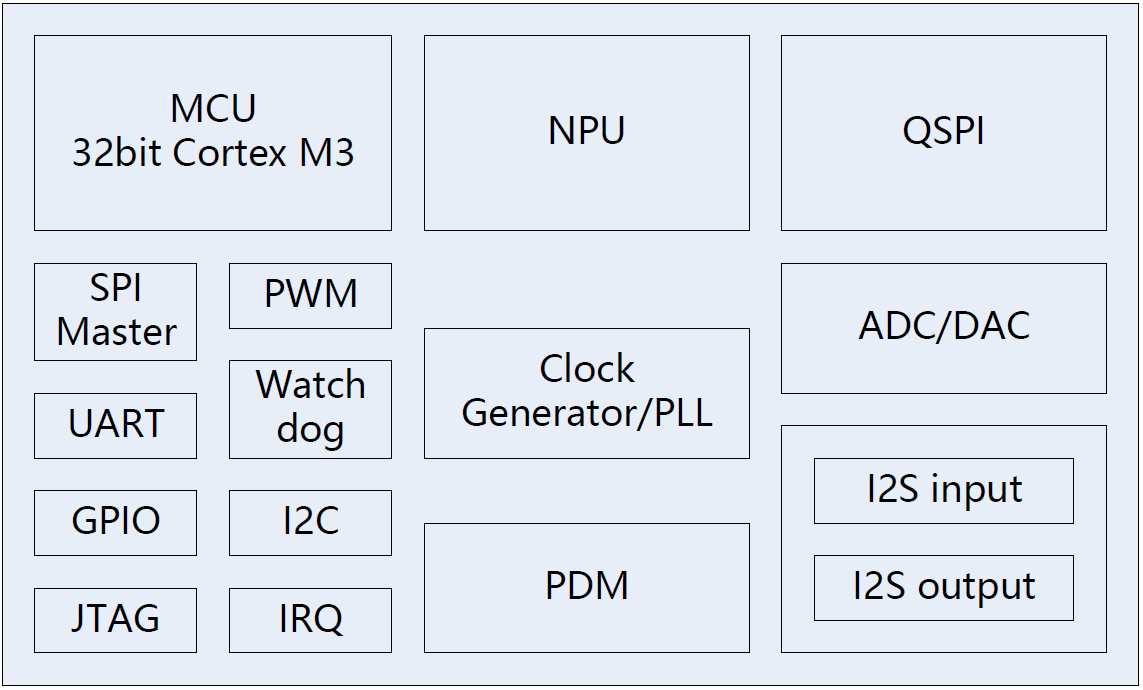 MCU
32bit Cortex M3
NPU
QSPI
SPI
Master
PWM
ADC/DAC
Clock
Generator/PLL
Watch
dog
UART
I2S input
GPIO
I2C
PDM
I2S output
JTAG
IRQ